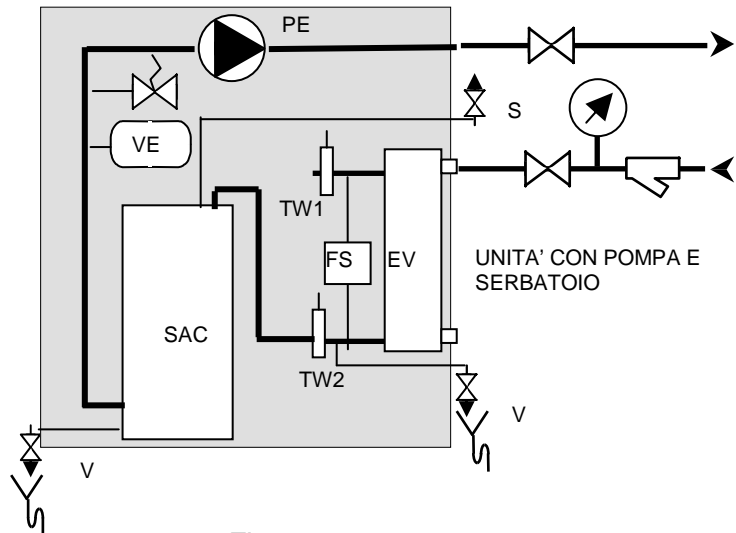 PE
S
VE
TW1
FS
EV
UNITA' CON POMPA E
SERBATOIO
SAC
TW2
V
V